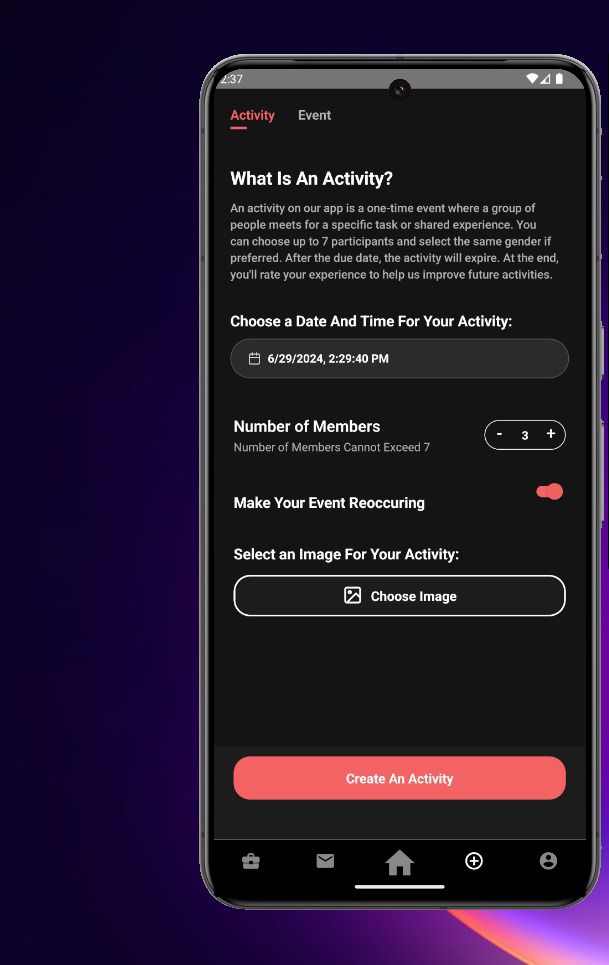 2:37
Activity Event
What Is An Activity?
An activity on our app is a one-time event where a group of
people meets for a specific task or shared experience. You
can choose up to 7 participants and select the same gender if
preferred. After the due date, the activity will expire. At the end,
you'll rate your experience to help us improve future activities.
Choose a Date And Time For Your Activity:
6/29/2024, 2:29:40 PM
Number of Members
Number of Members Cannot Exceed 7
- 3 +
Make Your Event Reoccuring
Select an Image For Your Activity:
Choose Image
Create An Activity